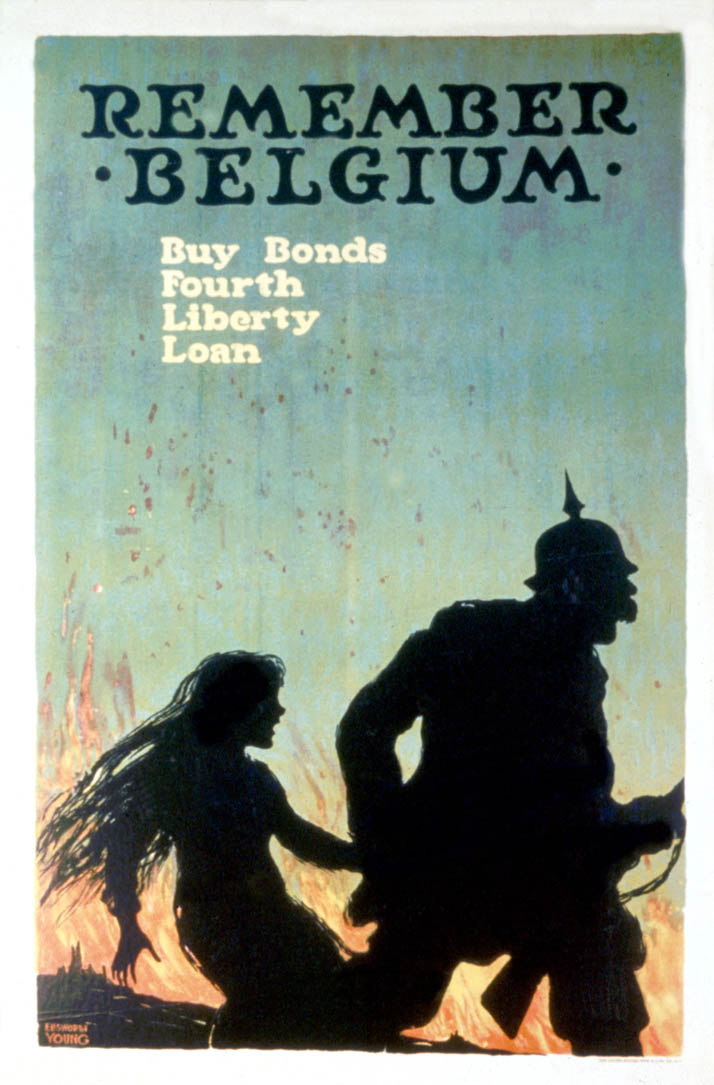 REMEMBER
·BELGIUM·
Buy Bonds
Fourth
Liberty
Loan
ELLSWORTH
YOUNG